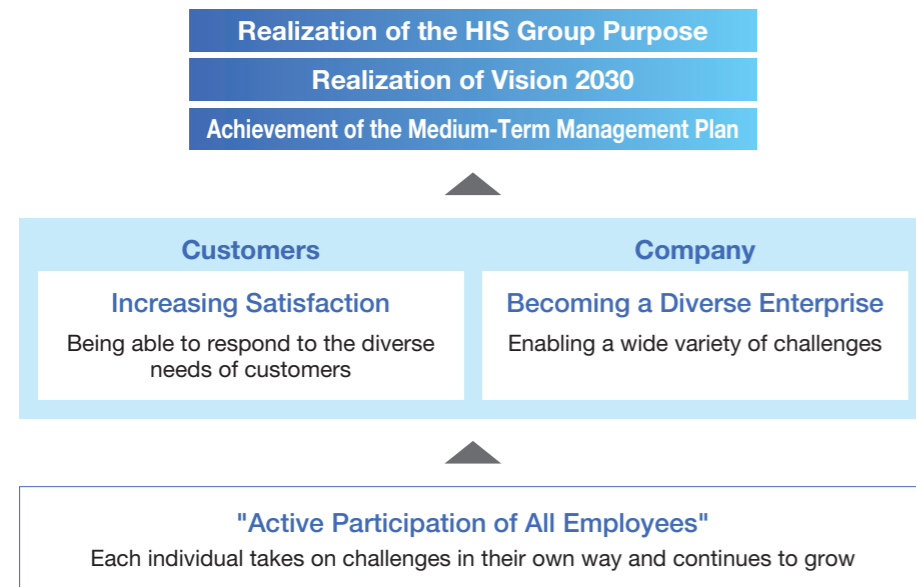 Realization of the HIS Group Purpose
Realization of Vision 2030
Achievement of the Medium-Term Management Plan
Customers
Increasing Satisfaction
Being able to respond to the diverse
needs of customers
Company
Becoming a Diverse Enterprise
Enabling a wide variety of challenges
"Active Participation of All Employees"
Each individual takes on challenges in their own way and continues to grow